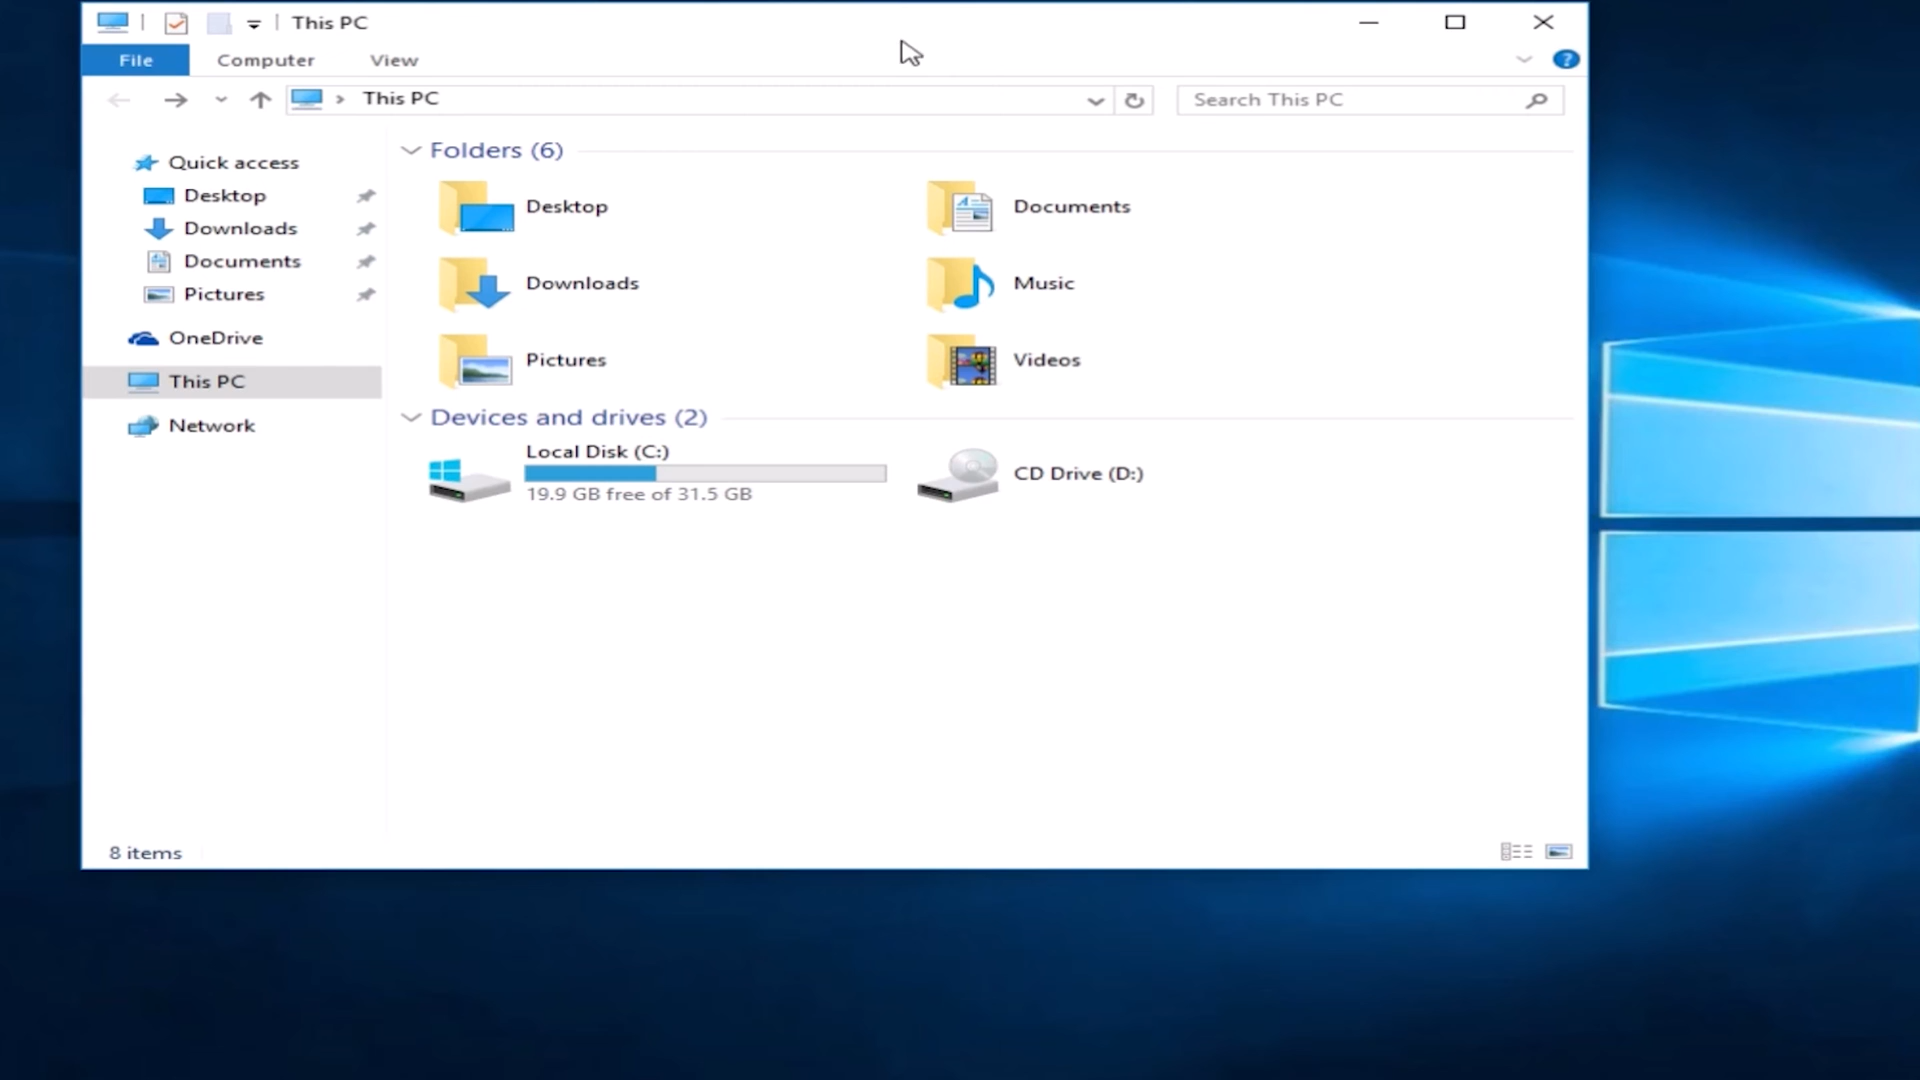 This PC
File Computer View
This PC
Search This PC
Quick access
Desktop
Downloads
Documents
Pictures
OneDrive
This PC
Network
Folders (6)
Desktop
Documents
Downloads
Music
Pictures
Videos
Devices and drives (2)
Local Disk (C:)
19.9 GB free of 31.5 GB
CD Drive (D:)
8 items